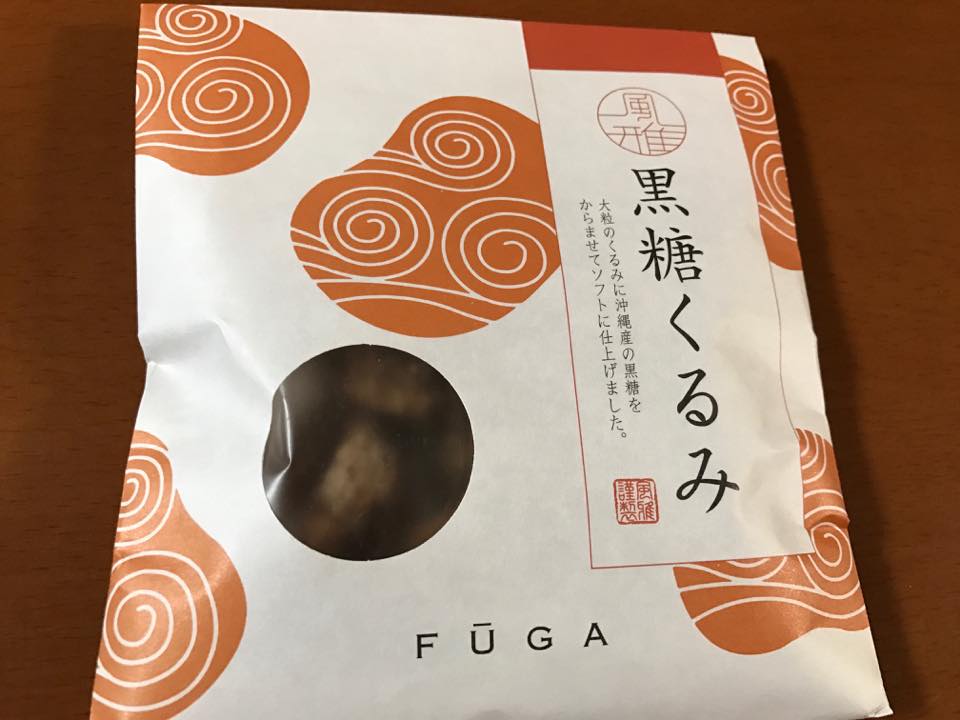 風雅
黒糖くるみ
大粒のくるみに沖縄産の黒糖を
からませてソフトに仕上げました。
風雅
謹製
FŪGA